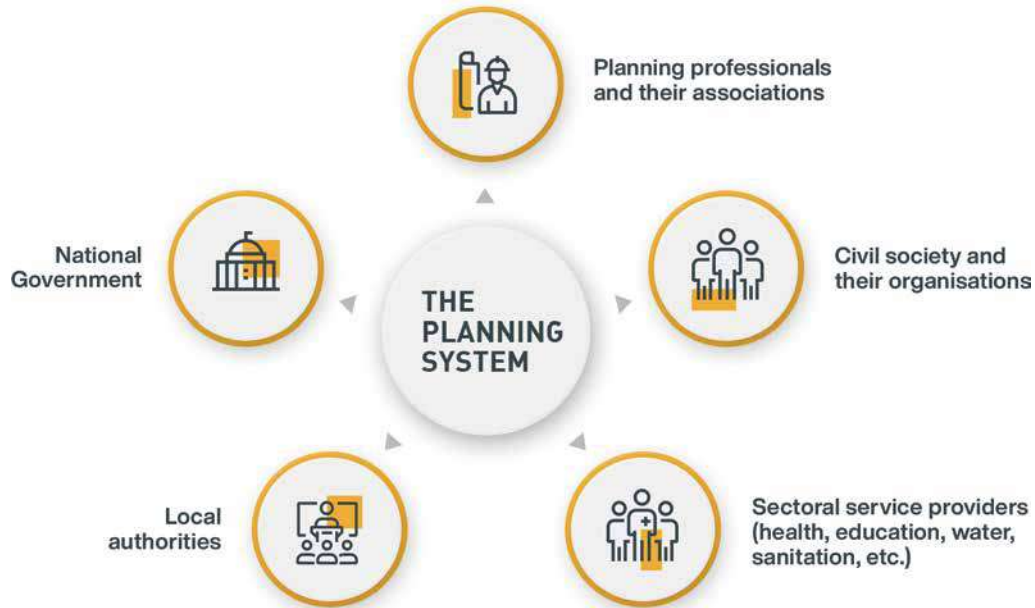 Planning professionals
and their associations
National
Government
Civil society and
their organisations
THE
PLANNING
SYSTEM
Local
authorities
Sectoral service providers
(health, education, water,
sanitation, etc.)